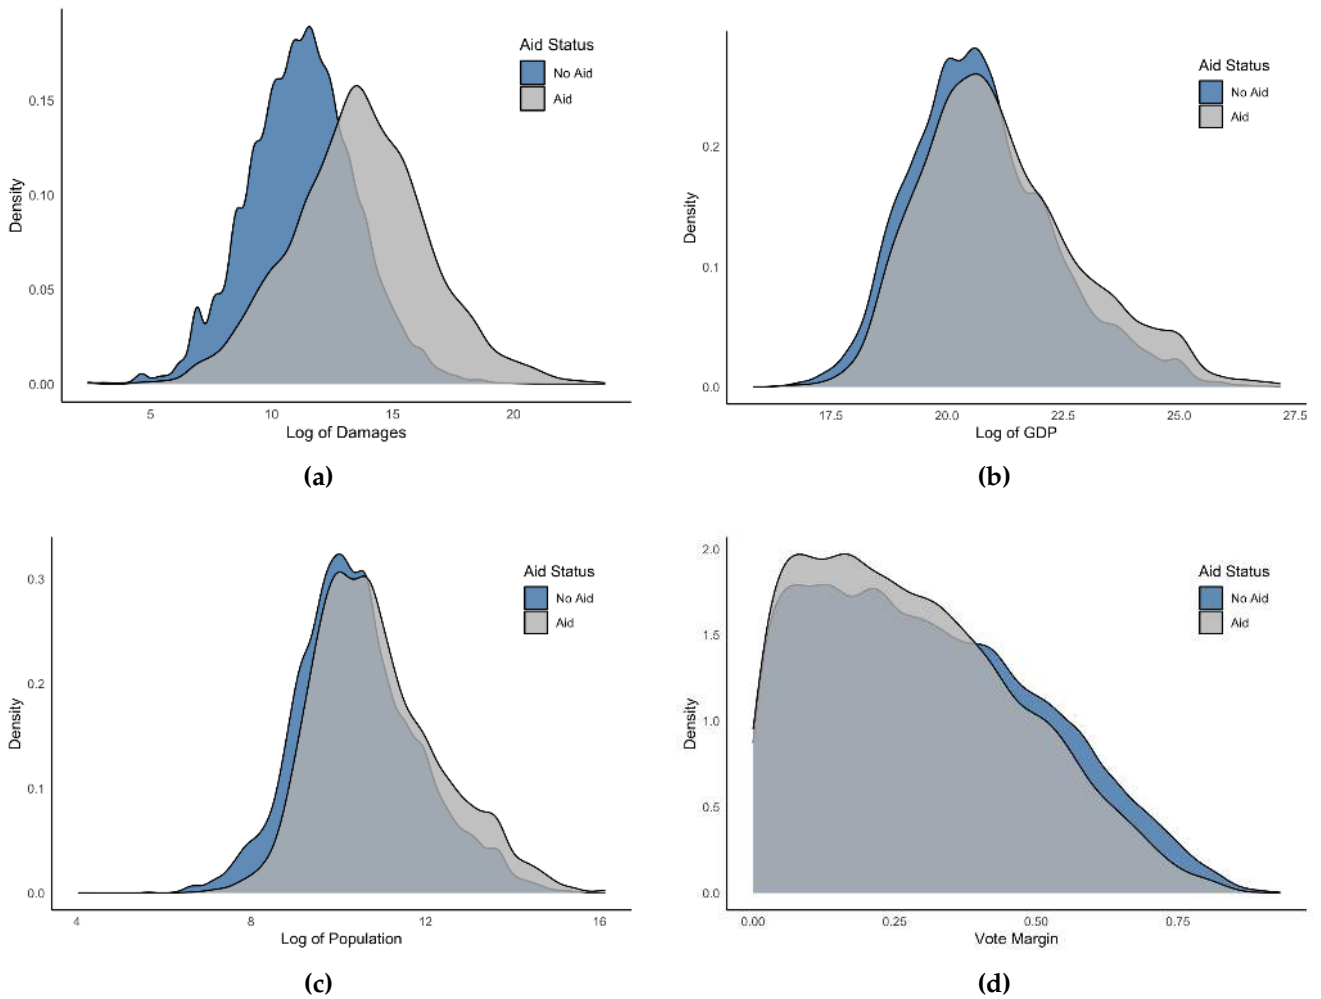 Aid Status
No Aid
Aid
0.15
0.10
0.05
0.00
Density
5 10 15 20
Log of Damages
(a)
Aid Status
No Aid
Aid
0.2
0.1
0.0
Density
17.5 20.0 22.5 25.0 27.5
Log of GDP
(b)
Aid Status
No Aid
Aid
0.3
0.2
0.1
0.0
Density
4 8 12 16
Log of Population
(c)
Aid Status
No Aid
Aid
2.0
1.5
1.0
0.5
0.0
Density
0.00 0.25 0.50 0.75
Vote Margin
(d)